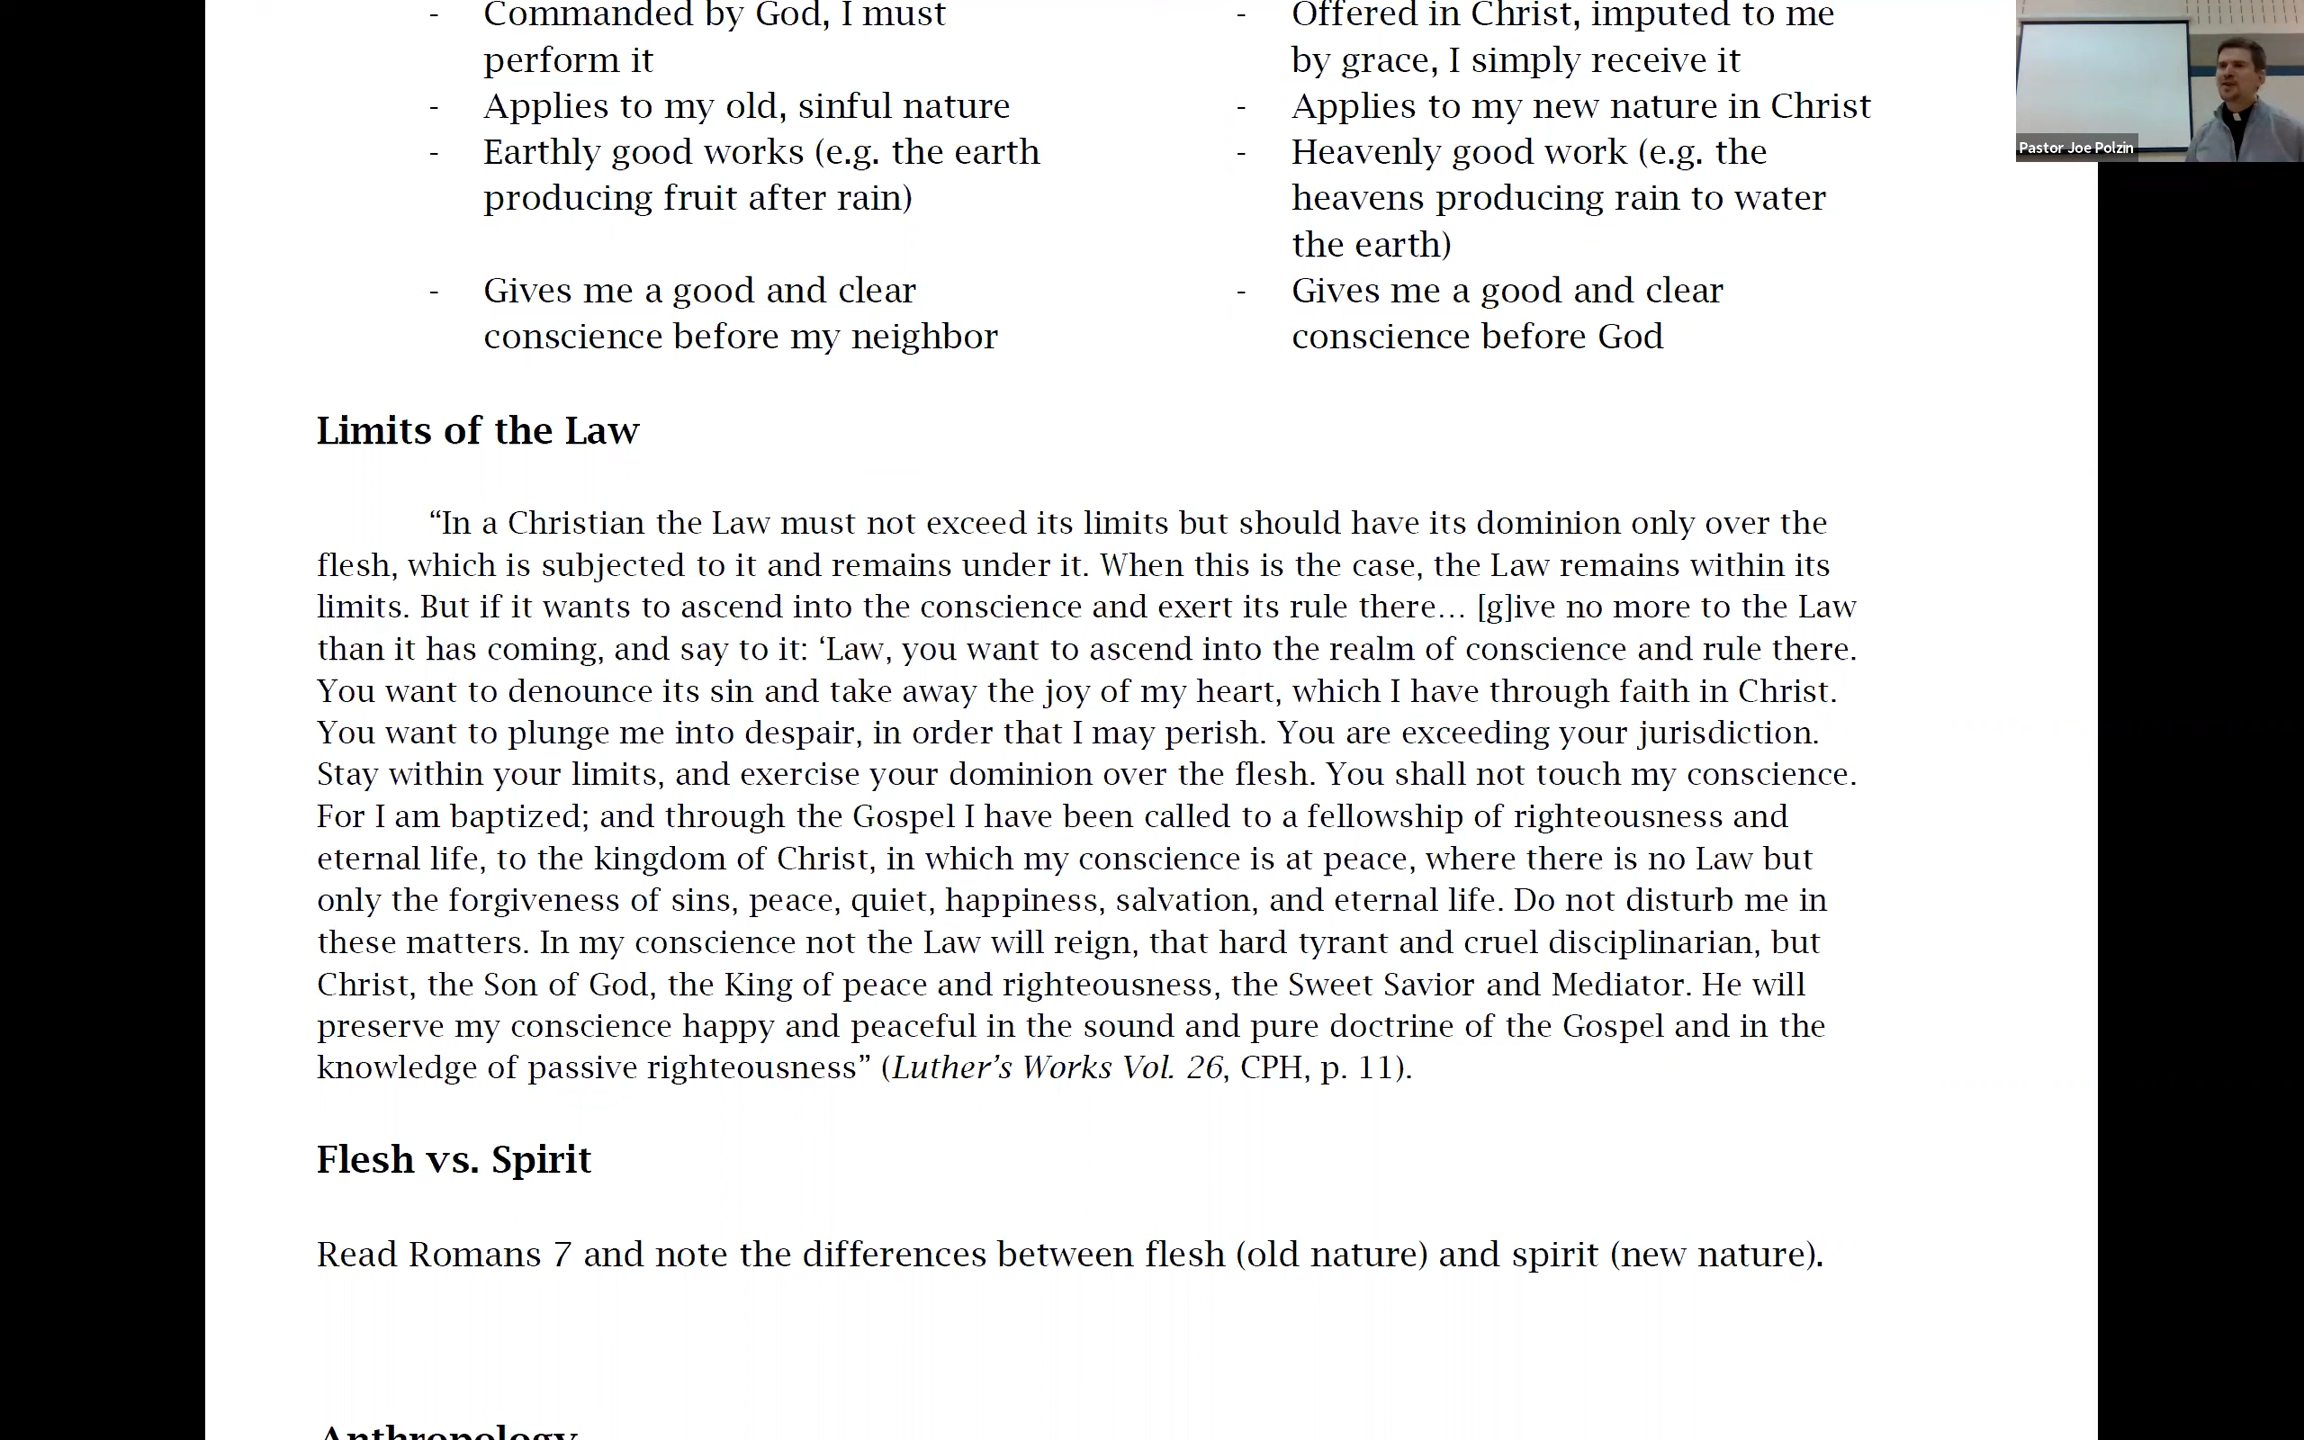 - Commanded by God, I must
perform it
- Applies to my old, sinful nature
- Earthly good works (e.g. the earth
producing fruit after rain)
- Gives me a good and clear
conscience before my neighbor
- Offered in Christ, imputed to me
by grace, I simply receive it
- Applies to my new nature in Christ
- Heavenly good work (e.g. the
heavens producing rain to water
the earth)
- Gives me a good and clear
conscience before God
Pastor Joe Polzin
Limits of the Law
“In a Christian the Law must not exceed its limits but should have its dominion only over the
flesh, which is subjected to it and remains under it. When this is the case, the Law remains within its
limits. But if it wants to ascend into the conscience and exert its rule there… [g]ive no more to the Law
than it has coming, and say to it: ‘Law, you want to ascend into the realm of conscience and rule there.
You want to denounce its sin and take away the joy of my heart, which I have through faith in Christ.
You want to plunge me into despair, in order that I may perish. You are exceeding your jurisdiction.
Stay within your limits, and exercise your dominion over the flesh. You shall not touch my conscience.
For I am baptized; and through the Gospel I have been called to a fellowship of righteousness and
eternal life, to the kingdom of Christ, in which my conscience is at peace, where there is no Law but
only the forgiveness of sins, peace, quiet, happiness, salvation, and eternal life. Do not disturb me in
these matters. In my conscience not the Law will reign, that hard tyrant and cruel disciplinarian, but
Christ, the Son of God, the King of peace and righteousness, the Sweet Savior and Mediator. He will
preserve my conscience happy and peaceful in the sound and pure doctrine of the Gospel and in the
knowledge of passive righteousness” (Luther’s Works Vol. 26, CPH, p. 11).
Flesh vs. Spirit
Read Romans 7 and note the differences between flesh (old nature) and spirit (new nature).
Anthropology